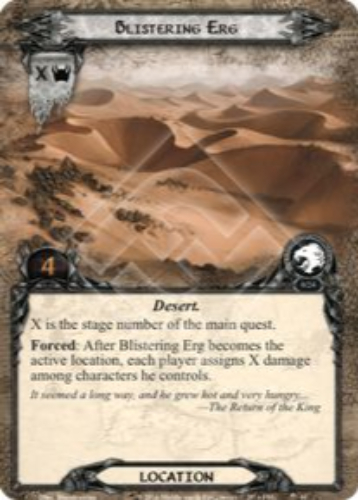 Blistering Erg
X
4
Desert.
X is the stage number of the main quest.
Forced: After Blistering Erg becomes the
active location, each player assigns X damage
among characters he controls.
It seemed a long way, and he grew hot and very hungry...
—The Return of the King
LOCATION